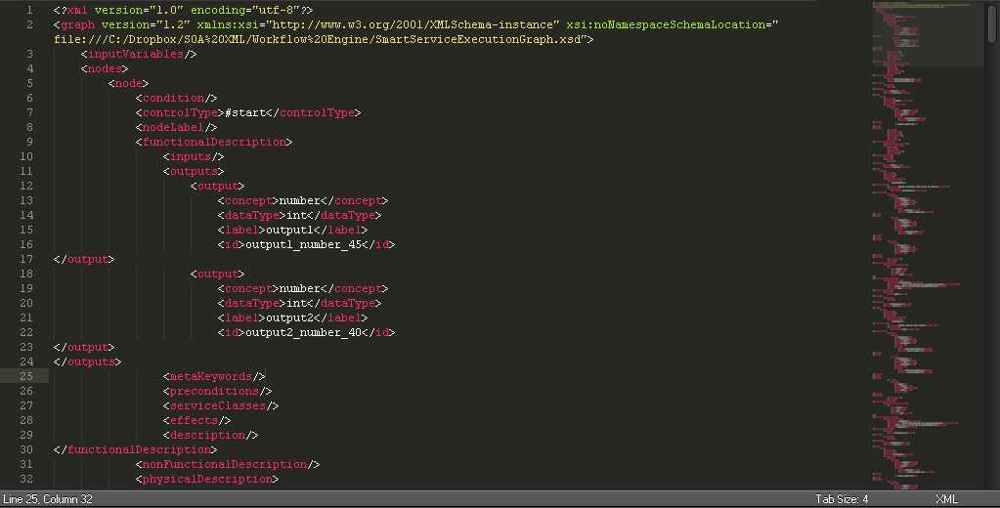 1 <?xml version="1.0" encoding="utf-8"?>
2 <graph version="1.2" xmlns:xsi="http://www.w3.org/2001/XMLSchema-instance" xsi:noNamespaceSchemaLocation="
file:///C:/Dropbox/SOA%20XML/Workflow%20Engine/SmartServiceExecutionGraph.xsd">
3 <inputVariables/>
4 <nodes>
5 <node>
6 <condition/>
7 <controlType>#start</controlType>
8 <nodeLabel/>
9 <functionalDescription>
10 <inputs/>
11 <outputs>
12 <output>
13 <concept>number</concept>
14 <dataType>int</dataType>
15 <label>output1</label>
16 <id>output1_number_45</id>
17 </output>
18 <output>
19 <concept>number</concept>
20 <dataType>int</dataType>
21 <label>output2</label>
22 <id>output2_number_40</id>
23 </output>
24 </outputs>
25 <metaKeywords/>
26 <preconditions/>
27 <serviceClasses/>
28 <effects/>
29 <description/>
30 </functionalDescription>
31 <nonFunctionalDescription/>
32 <physicalDescription>
Line 25, Column 32 Tab Size: 4 XML